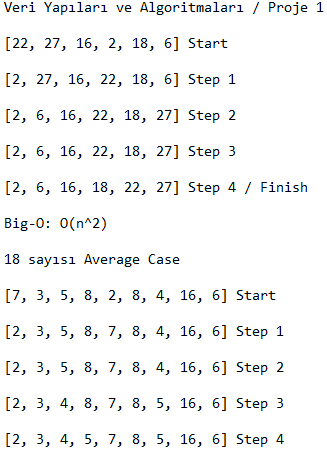 Veri Yapıları ve Algoritmaları / Proje 1
[22, 27, 16, 2, 18, 6] Start
[2, 27, 16, 22, 18, 6] Step 1
[2, 6, 16, 22, 18, 27] Step 2
[2, 6, 16, 22, 18, 27] Step 3
[2, 6, 16, 18, 22, 27] Step 4 / Finish
Big-O: O(n^2)
18 sayısı Average Case
[7, 3, 5, 8, 2, 8, 4, 16, 6] Start
[2, 3, 5, 8, 7, 8, 4, 16, 6] Step 1
[2, 3, 5, 8, 7, 8, 4, 16, 6] Step 2
[2, 3, 4, 8, 7, 8, 5, 16, 6] Step 3
[2, 3, 4, 5, 7, 8, 5, 16, 6] Step 4